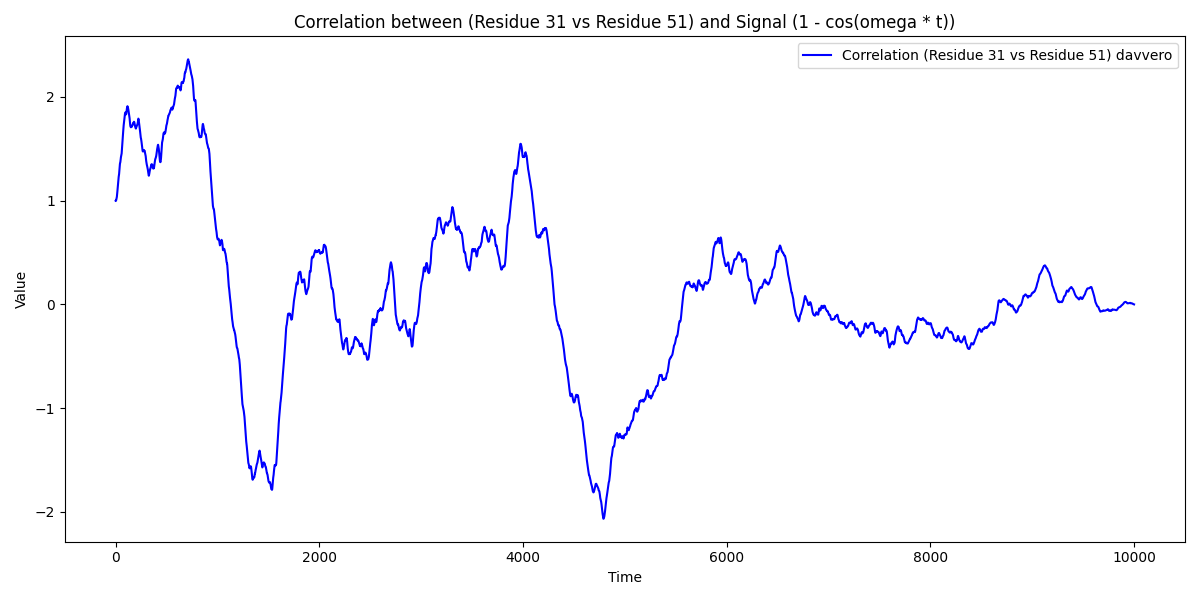 Correlation between (Residue 31 vs Residue 51) and Signal (1 - cos(omega * t))
Correlation (Residue 31 vs Residue 51) davvero
Value
2
1
0
−1
−2
0 2000 4000 6000 8000 10000
Time